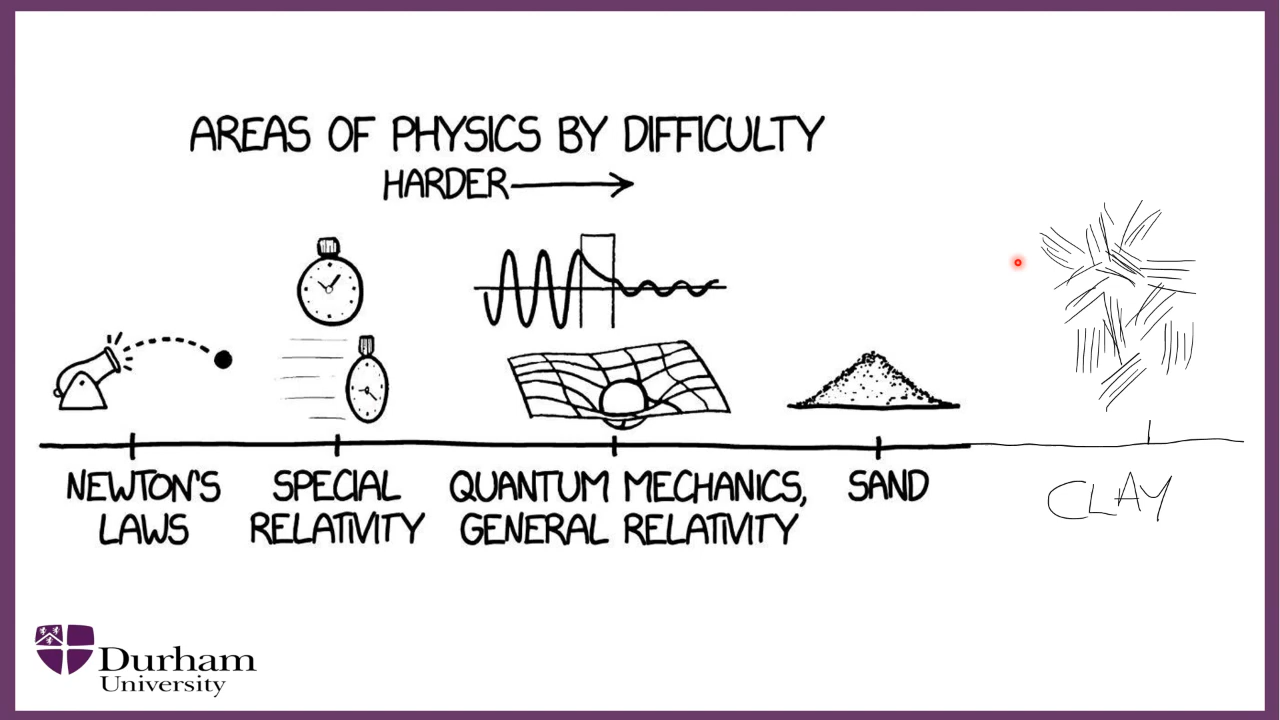 AREAS OF PHYSICS BY DIFFICULTY
HARDER
NEWTON'S
LAWS
SPECIAL
RELATIVITY
QUANTUM MECHANICS,
GENERAL RELATIVITY
SAND
CLAY
Durham
University